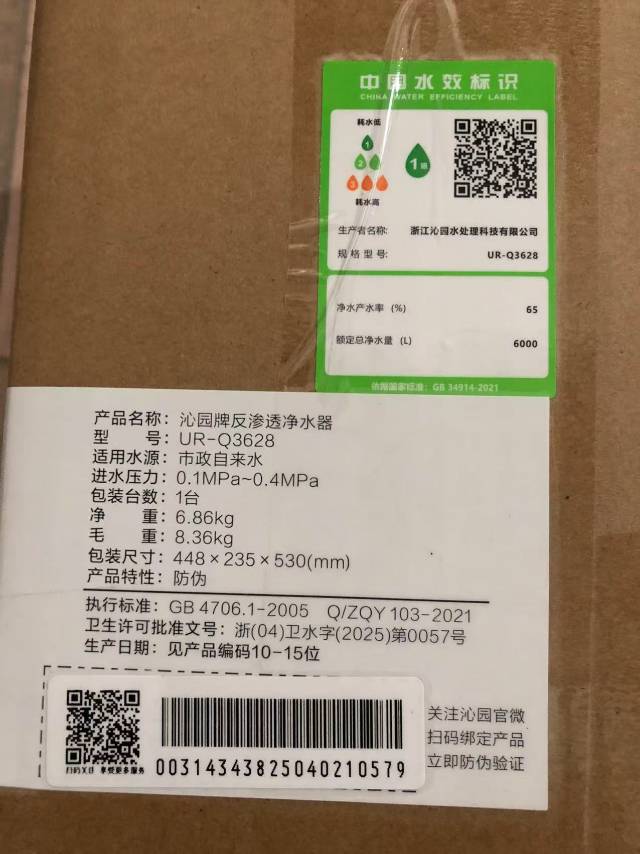 中国水效标识
CHINA WATER EFFICIENCY LABEL
耗水低
1
2
3
耗水高
1级
生产者名称: 浙江沁园水处理科技有限公司
规格型号: UR-Q3628
净水产水率 (%) 65
额定总净水量 (L) 6000
依据国家标准: GB 34914-2021
产品名称: 沁园牌反渗透净水器
型 号: UR-Q3628
适用水源: 市政自来水
进水压力: 0.1MPa~0.4MPa
包装台数: 1台
净 重: 6.86kg
毛 重: 8.36kg
包装尺寸: 448×235×530(mm)
产品特性: 防伪
执行标准: GB 4706.1-2005 Q/ZQY 103-2021
卫生许可批准文号: 浙(04)卫水字(2025)第0057号
生产日期: 见产品编码10-15位
扫码关注 享受更多服务
00314343825040210579
关注沁园官微
扫码绑定产品
立即防伪验证